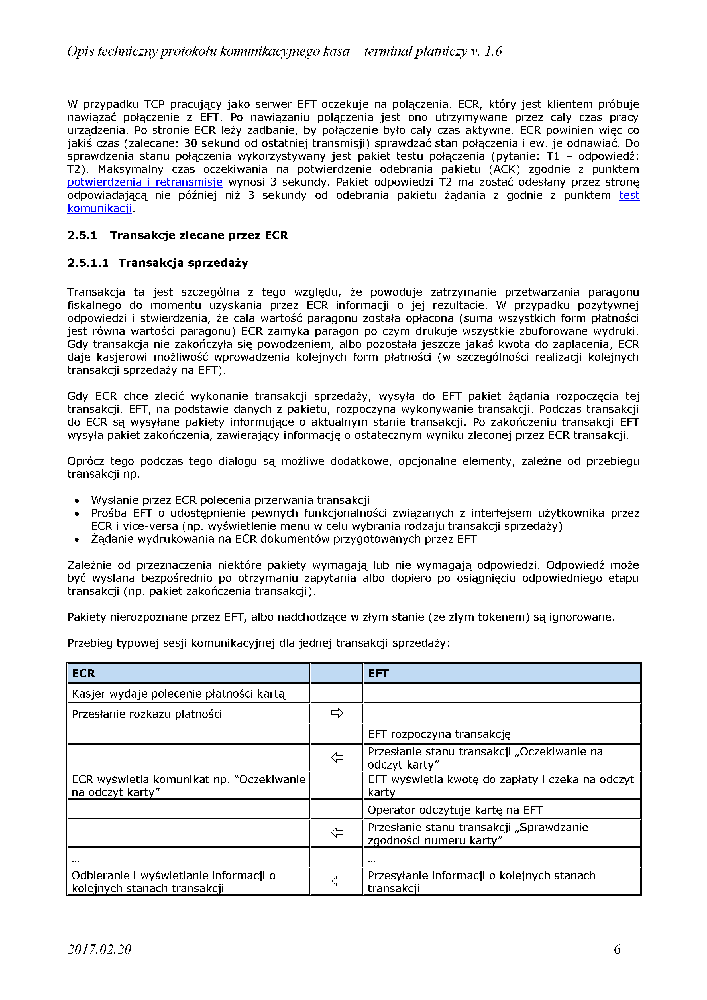 Opis techniczny protokołu komunikacyjnego kasa – terminal płatniczy v. 1.6
W przypadku TCP pracujący jako serwer EFT oczekuje na połączenia. ECR, który jest klientem próbuje
nawiązać połączenie z EFT. Po nawiązaniu połączenia jest ono utrzymywane przez cały czas pracy
urządzenia. Po stronie ECR leży zadbanie, by połączenie było cały czas aktywne. ECR powinien więc co
jakiś czas (zalecane: 30 sekund od ostatniej transmisji) sprawdzać stan połączenia i ew. je odnawiać. Do
sprawdzenia stanu połączenia wykorzystywany jest pakiet testu połączenia (pytanie: T1 – odpowiedź:
T2). Maksymalny czas oczekiwania na potwierdzenie odebrania pakietu (ACK) zgodnie z punktem
potwierdzenia i retransmisje wynosi 3 sekundy. Pakiet odpowiedzi T2 ma zostać odesłany przez stronę
odpowiadającą nie później niż 3 sekundy od odebrania pakietu żądania z godnie z punktem test
komunikacji.
2.5.1 Transakcje zlecane przez ECR
2.5.1.1 Transakcja sprzedaży
Transakcja ta jest szczególna z tego względu, że powoduje zatrzymanie przetwarzania paragonu
fiskalnego do momentu uzyskania przez ECR informacji o jej rezultacie. W przypadku pozytywnej
odpowiedzi i stwierdzenia, że cała wartość paragonu została opłacona (suma wszystkich form płatności
jest równa wartości paragonu) ECR zamyka paragon po czym drukuje wszystkie zbuforowane wydruki.
Gdy transakcja nie zakończyła się powodzeniem, albo pozostała jeszcze jakaś kwota do zapłacenia, ECR
daje kasjerowi możliwość wprowadzenia kolejnych form płatności (w szczególności realizacji kolejnych
transakcji sprzedaży na EFT).
Gdy ECR chce zlecić wykonanie transakcji sprzedaży, wysyła do EFT pakiet żądania rozpoczęcia tej
transakcji. EFT, na podstawie danych z pakietu, rozpoczyna wykonywanie transakcji. Podczas transakcji
do ECR są wysyłane pakiety informujące o aktualnym stanie transakcji. Po zakończeniu transakcji EFT
wysyła pakiet zakończenia, zawierający informację o ostatecznym wyniku zleconej przez ECR transakcji.
Oprócz tego podczas tego dialogu są możliwe dodatkowe, opcjonalne elementy, zależne od przebiegu
transakcji np.
• Wysłanie przez ECR polecenia przerwania transakcji
• Prośba EFT o udostępnienie pewnych funkcjonalności związanych z interfejsem użytkownika przez
ECR i vice-versa (np. wyświetlenie menu w celu wybrania rodzaju transakcji sprzedaży)
• Żądanie wydrukowania na ECR dokumentów przygotowanych przez EFT
Zależnie od przeznaczenia niektóre pakiety wymagają lub nie wymagają odpowiedzi. Odpowiedź może
być wysłana bezpośrednio po otrzymaniu zapytania albo dopiero po osiągnięciu odpowiedniego etapu
transakcji (np. pakiet zakończenia transakcji).
Pakiety nierozpoznane przez EFT, albo nadchodzące w złym stanie (ze złym tokenem) są ignorowane.
Przebieg typowej sesji komunikacyjnej dla jednej transakcji sprzedaży:
ECR EFT
Kasjer wydaje polecenie płatności kartą
Przesłanie rozkazu płatności ⇨
EFT rozpoczyna transakcję
⇦ Przesłanie stanu transakcji „Oczekiwanie na
odczyt karty”
ECR wyświetla komunikat np. “Oczekiwanie
na odczyt karty”
EFT wyświetla kwotę do zapłaty i czeka na odczyt
karty
Operator odczytuje kartę na EFT
⇦ Przesłanie stanu transakcji „Sprawdzanie
zgodności numeru karty”
… …
Odbieranie i wyświetlanie informacji o
kolejnych stanach transakcji
⇦ Przesyłanie informacji o kolejnych stanach
transakcji
2017.02.20 6